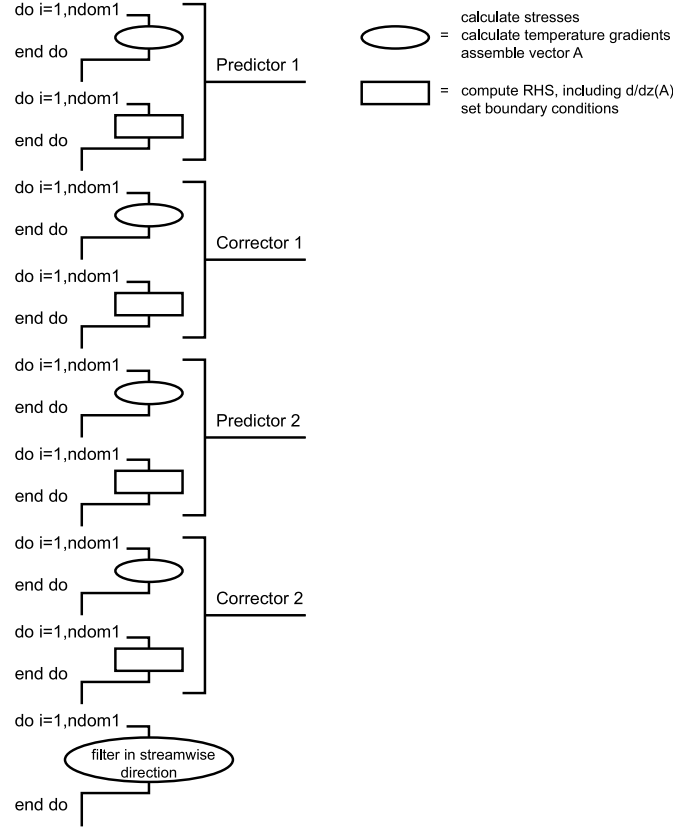 do i=1,ndom1
end do
Predictor 1
do i=1,ndom1
end do
calculate stresses
= calculate temperature gradients
assemble vector A
= compute RHS, including d/dz(A)
set boundary conditions
do i=1,ndom1
end do
Corrector 1
do i=1,ndom1
end do
do i=1,ndom1
end do
Predictor 2
do i=1,ndom1
end do
do i=1,ndom1
end do
Corrector 2
do i=1,ndom1
end do
do i=1,ndom1
filter in streamwise
direction
end do